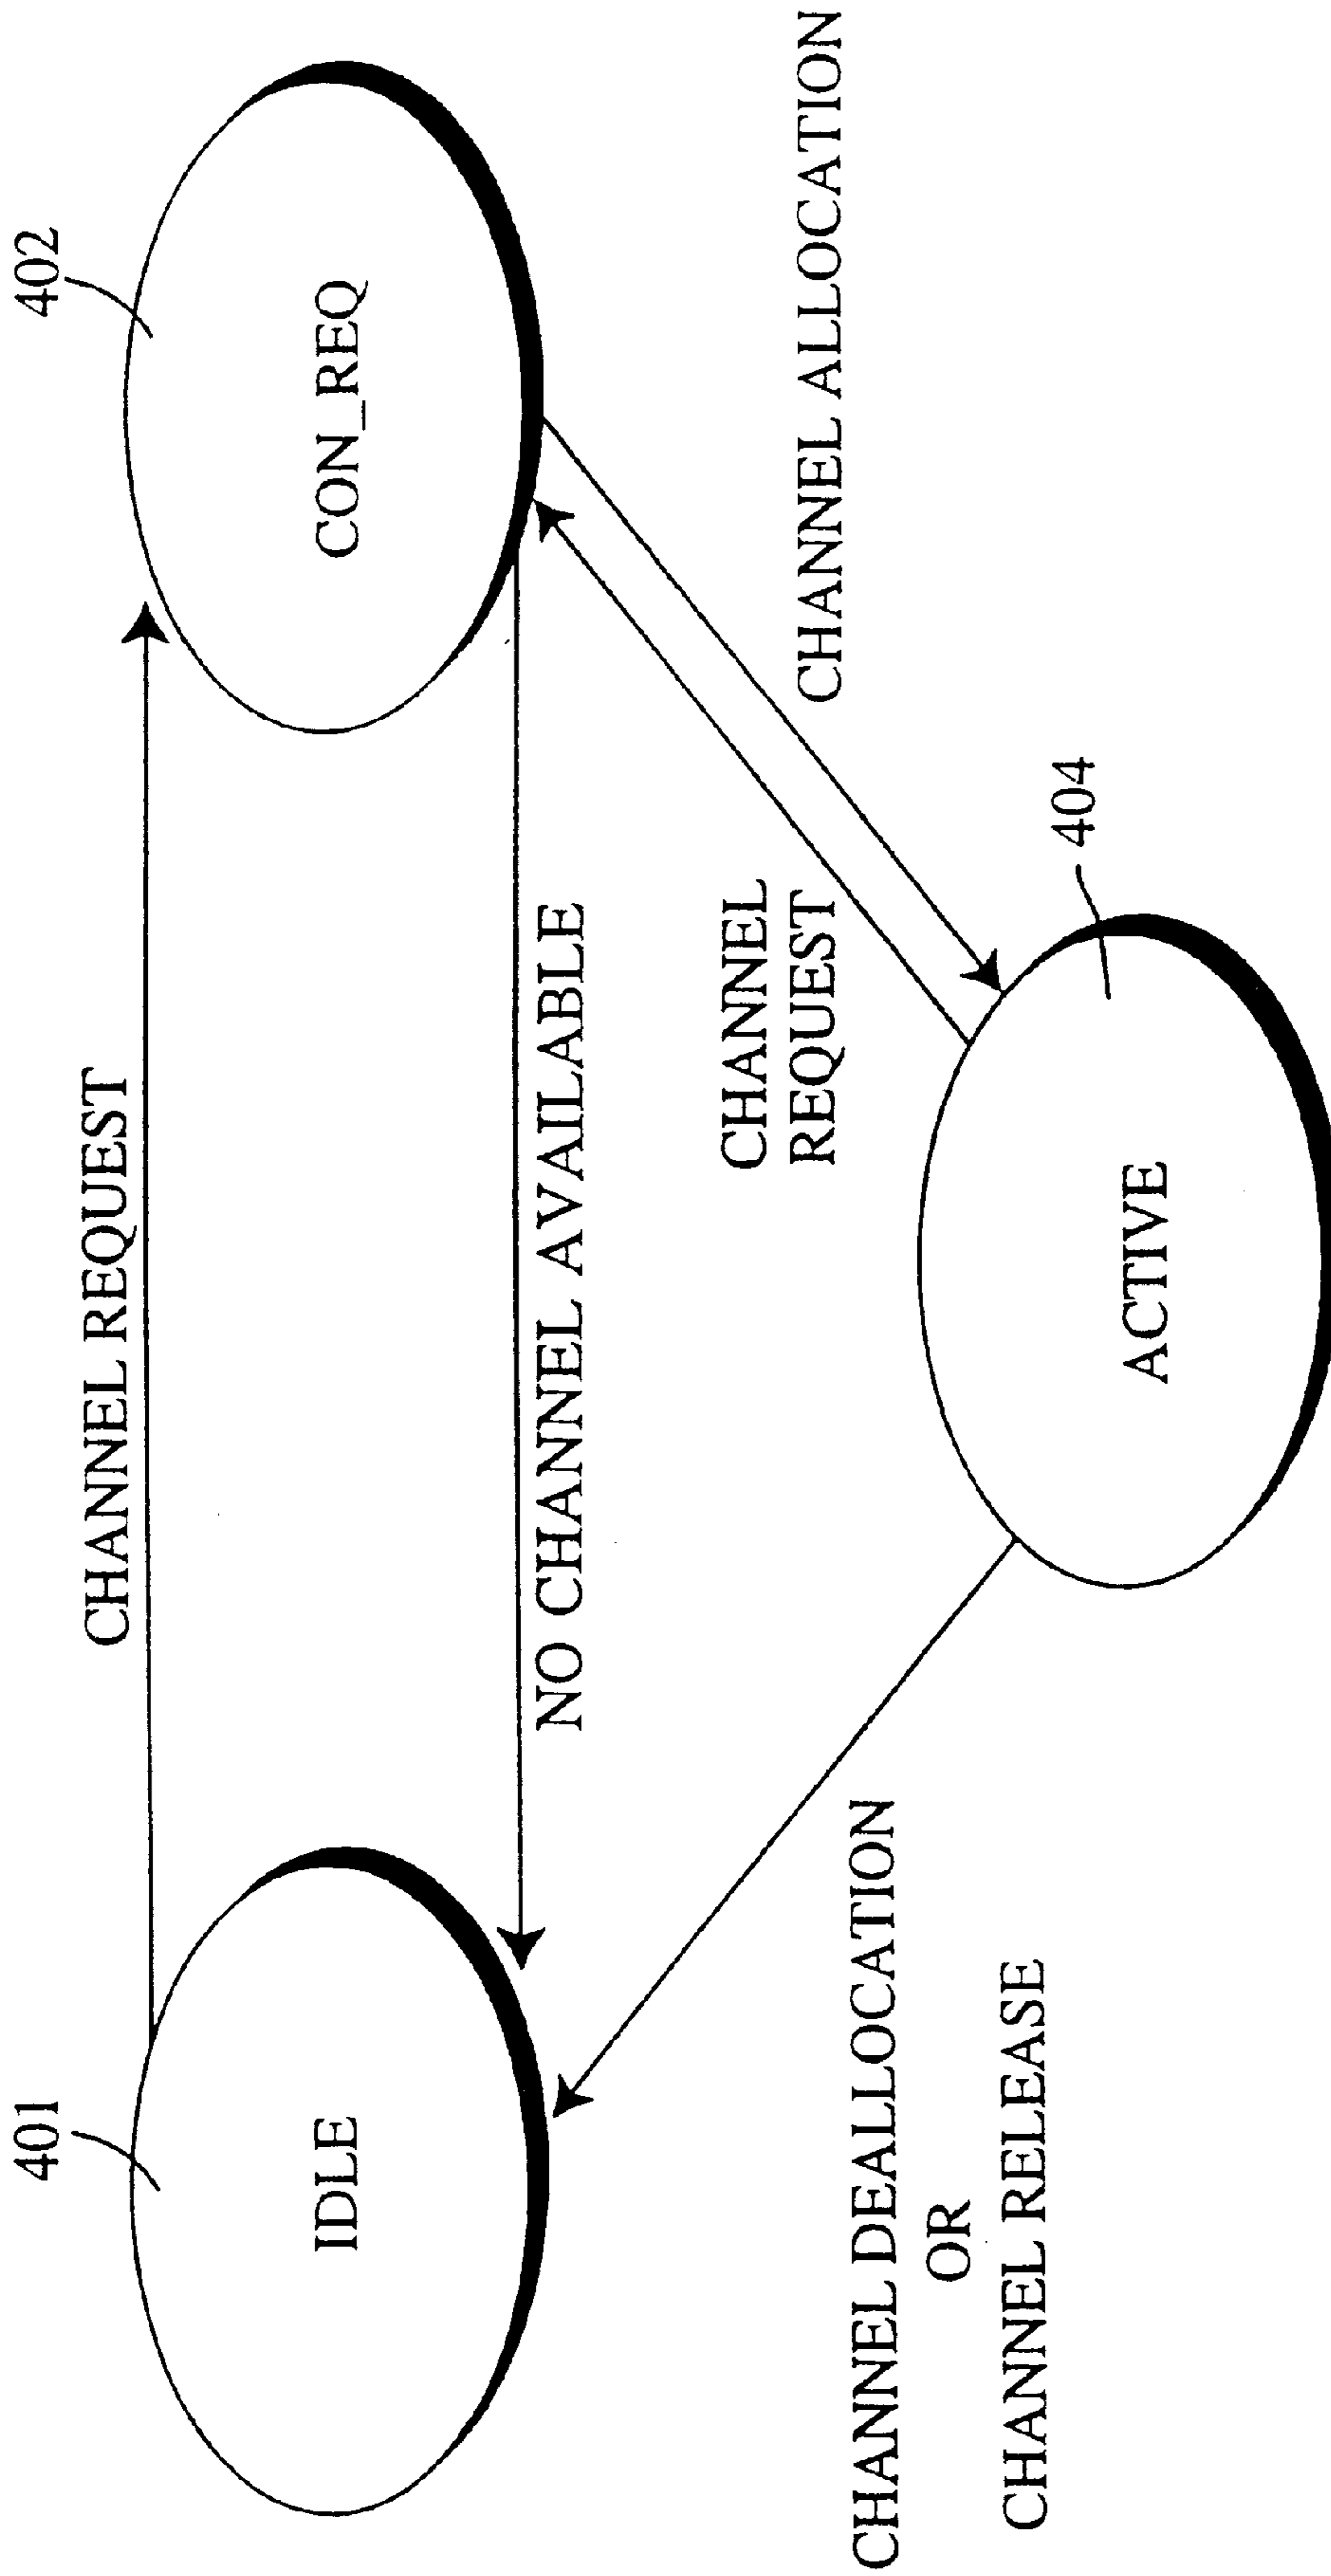 401
402
CHANNEL REQUEST
IDLE
CON_REQ
NO CHANNEL AVAILABLE
CHANNEL
REQUEST
CHANNEL ALLOCATION
CHANNEL DEALLOCATION
OR
CHANNEL RELEASE
404
ACTIVE